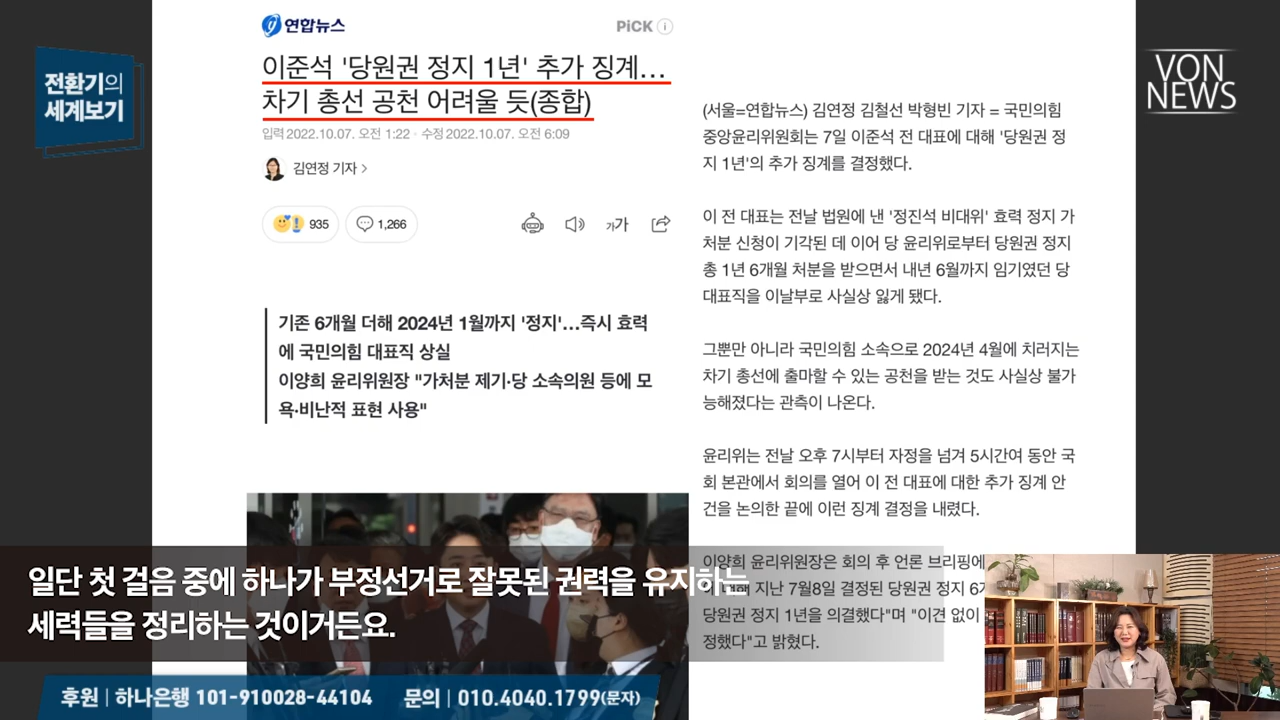 연합뉴스
PiCK
이준석 '당원권 정지 1년' 추가 징계…
차기 총선 공천 어려울 듯(종합)
입력 2022.10.07. 오전 1:22 · 수정 2022.10.07. 오전 6:09
김연정 기자 >
935
1,266
가가
기존 6개월 더해 2024년 1월까지 '정지'…즉시 효력
에 국민의힘 대표직 상실
이양희 윤리위원장 "가처분 제기·당 소속의원 등에 모
욕·비난적 표현 사용"
전환기의
세계보기
(서울=연합뉴스) 김연정 김철선 박형빈 기자 = 국민의힘
중앙윤리위원회는 7일 이준석 전 대표에 대해 '당원권 정
지 1년'의 추가 징계를 결정했다.
이 전 대표는 전날 법원에 낸 '정진석 비대위' 효력 정지 가
처분 신청이 기각된 데 이어 당 윤리위로부터 당원권 정지
총 1년 6개월 처분을 받으면서 내년 6월까지 임기였던 당
대표직을 이날부로 사실상 잃게 됐다.
그뿐만 아니라 국민의힘 소속으로 2024년 4월에 치러지는
차기 총선에 출마할 수 있는 공천을 받는 것도 사실상 불가
능해졌다는 관측이 나온다.
윤리위는 전날 오후 7시부터 자정을 넘겨 5시간여 동안 국
회 본관에서 회의를 열어 이 전 대표에 대한 추가 징계 안
건을 논의한 끝에 이런 징계 결정을 내렸다.
이양희 윤리위원장은 회의 후 언론 브리핑에
대해 지난 7월8일 결정된 당원권 정지
당원권 정지 1년을 의결했다"며 "이견 없이
정했다"고 밝혔다.
VON
NEWS
일단 첫 걸음 중에 하나가 부정선거로 잘못된 권력을 유지하는
세력들을 정리하는 것이거든요.
후원 | 하나은행 101-910028-44104 문의 | 010.4040.1799(문자)